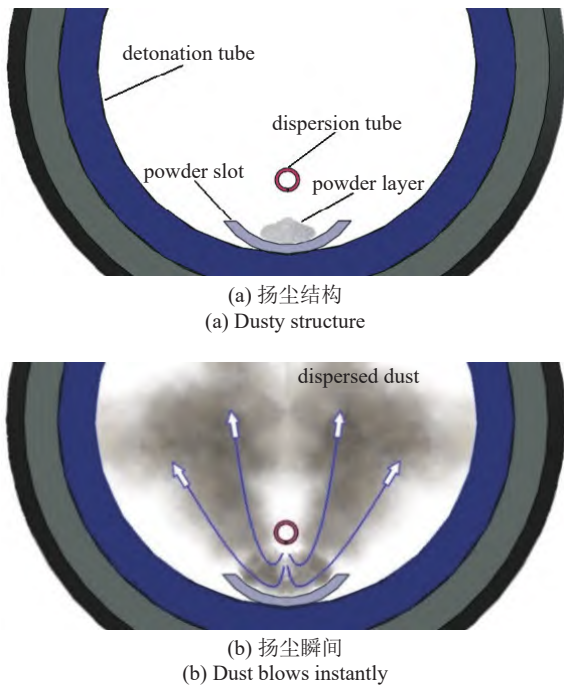 detonation tube
dispersion tube
powder slot
powder layer
(a) 扬尘结构
(a) Dusty structure
dispersed dust
(b) 扬尘瞬间
(b) Dust blows instantly